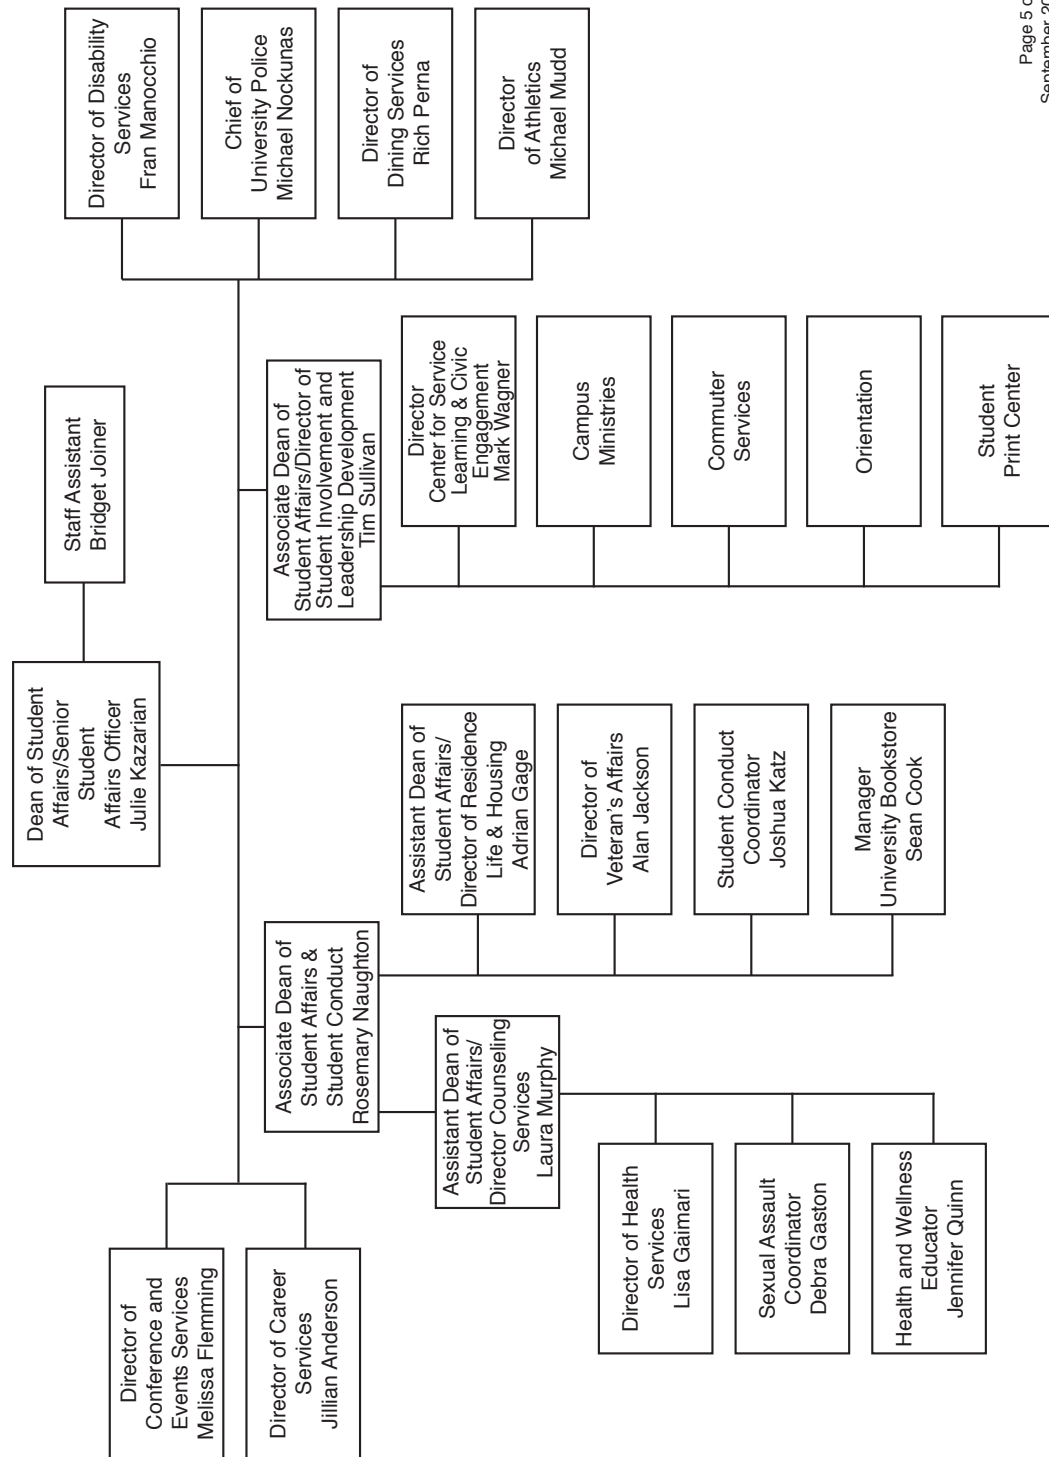 Dean of Student
Affairs/Senior
Student
Affairs Officer
Julie Kazarian
Staff Assistant
Bridget Joiner
Director of
Conference and
Events Services
Melissa Flemming
Director of Career
Services
Jillian Anderson
Associate Dean of
Student Affairs &
Student Conduct
Rosemary Naughton
Assistant Dean of
Student Affairs/
Director Counseling
Services
Laura Murphy
Director of Health
Services
Lisa Gaimari
Sexual Assault
Coordinator
Debra Gaston
Health and Wellness
Educator
Jennifer Quinn
Assistant Dean of
Student Affairs/
Director of Residence
Life & Housing
Adrian Gage
Director of
Veteran's Affairs
Alan Jackson
Student Conduct
Coordinator
Joshua Katz
Manager
University Bookstore
Sean Cook
Associate Dean of
Student Affairs/Director of
Student Involvement and
Leadership Development
Tim Sullivan
Director
Center for Service
Learning & Civic
Engagement
Mark Wagner
Campus
Ministries
Commuter
Services
Orientation
Student
Print Center
Director of Disability
Services
Fran Manocchio
Chief of
University Police
Michael Nockunas
Director of
Dining Services
Rich Perna
Director
of Athletics
Michael Mudd
Page 5
September